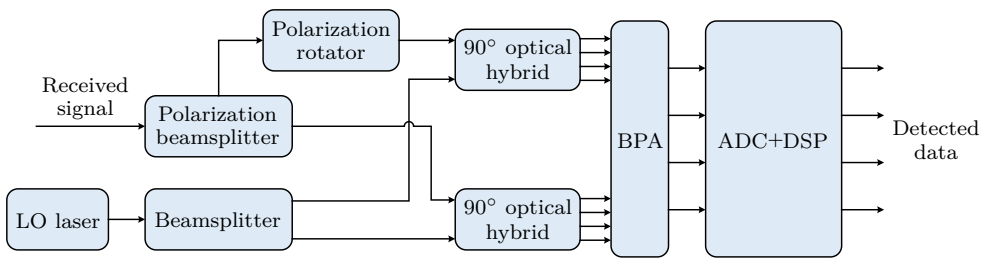 Polarization
rotator
90° optical
hybrid
Received
signal
Polarization
beamsplitter
BPA
ADC+DSP
Detected
data
LO laser
Beamsplitter
90° optical
hybrid